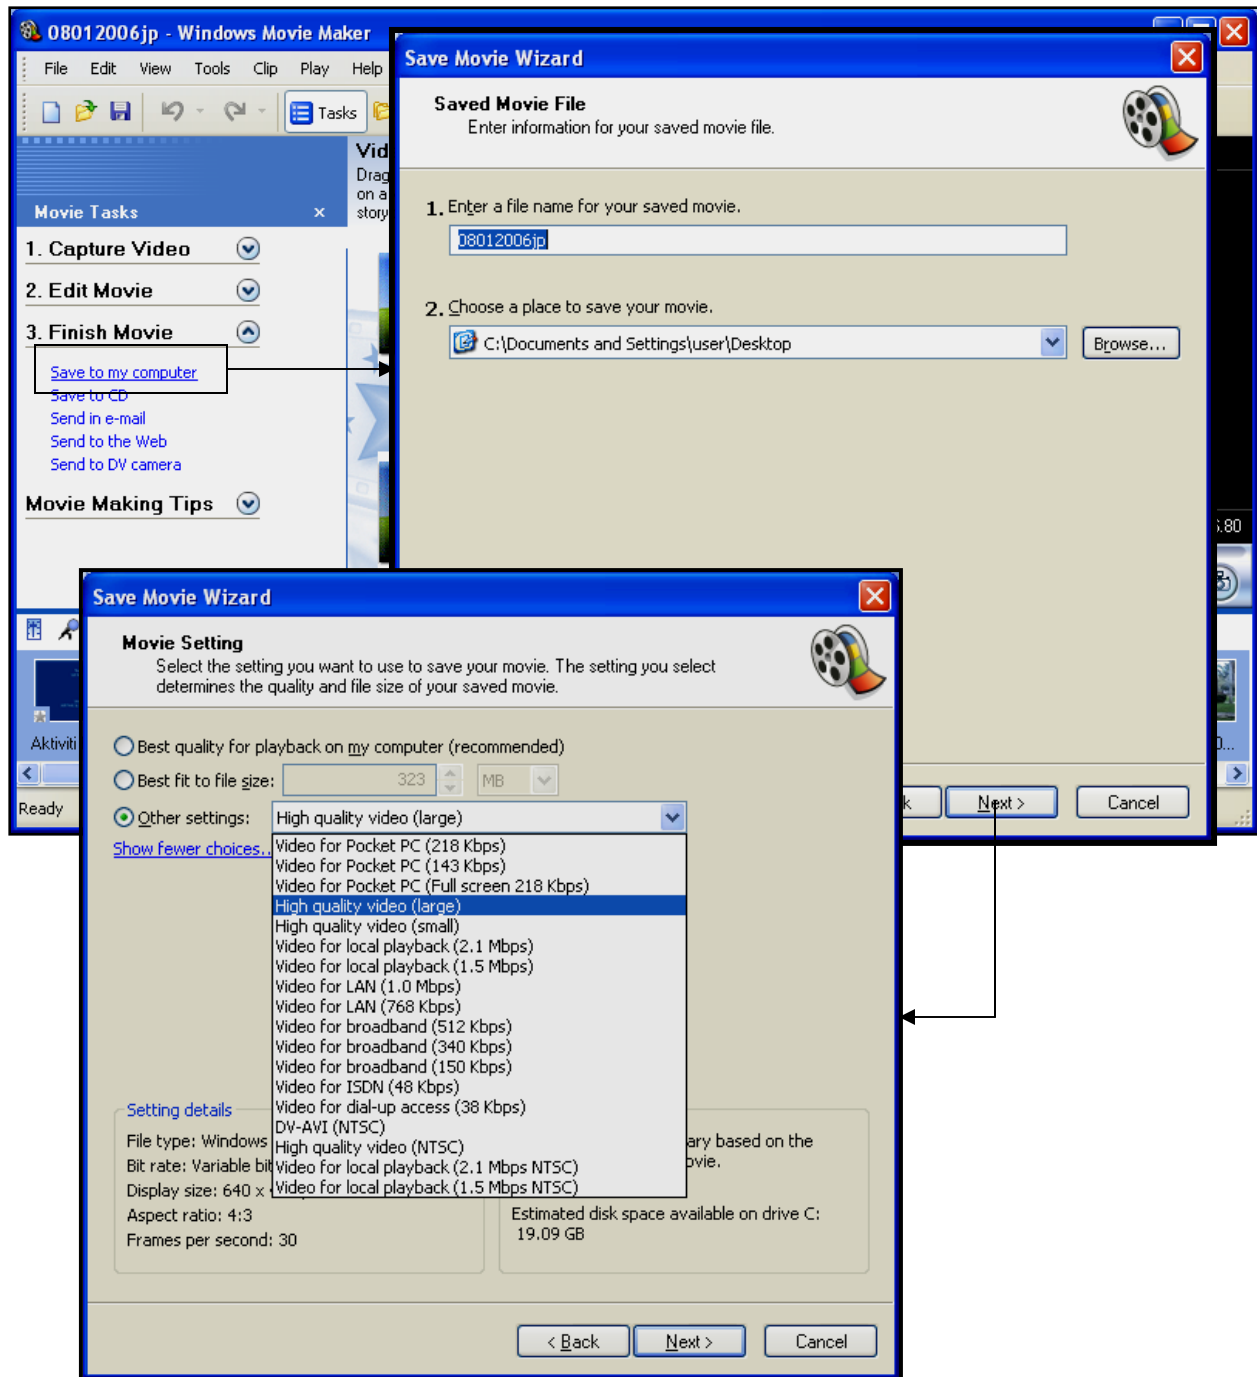 08012006jp - Windows Movie Maker
File Edit View Tools Clip Play Help
Tasks
Movie Tasks
1. Capture Video
2. Edit Movie
3. Finish Movie
Save to my computer
Save to CD
Send in e-mail
Send to the Web
Send to DV camera
Movie Making Tips
Vid
Drag
on a
story
Save Movie Wizard
Saved Movie File
Enter information for your saved movie file.
1. Enter a file name for your saved movie.
08012006jp
2. Choose a place to save your movie.
C:\Documents and Settings\user\Desktop
Browse...
.80
Aktiviti
Ready
k Next > Cancel
Save Movie Wizard
Movie Setting
Select the setting you want to use to save your movie. The setting you select
determines the quality and file size of your saved movie.
Best quality for playback on my computer (recommended)
Best fit to file size: 323 MB
Other settings: High quality video (large)
Show fewer choices..
Video for Pocket PC (218 Kbps)
Video for Pocket PC (143 Kbps)
Video for Pocket PC (Full screen 218 Kbps)
High quality video (large)
High quality video (small)
Video for local playback (2.1 Mbps)
Video for local playback (1.5 Mbps)
Video for LAN (1.0 Mbps)
Video for LAN (768 Kbps)
Video for broadband (512 Kbps)
Video for broadband (340 Kbps)
Video for broadband (150 Kbps)
Video for ISDN (48 Kbps)
Video for dial-up access (38 Kbps)
DV-AVI (NTSC)
High quality video (NTSC)
Video for local playback (2.1 Mbps NTSC)
Video for local playback (1.5 Mbps NTSC)
Setting details
File type: Windows
Bit rate: Variable bit
Display size: 640 x
Aspect ratio: 4:3
Frames per second: 30
ary based on the
ovie.
Estimated disk space available on drive C:
19.09 GB
< Back Next > Cancel